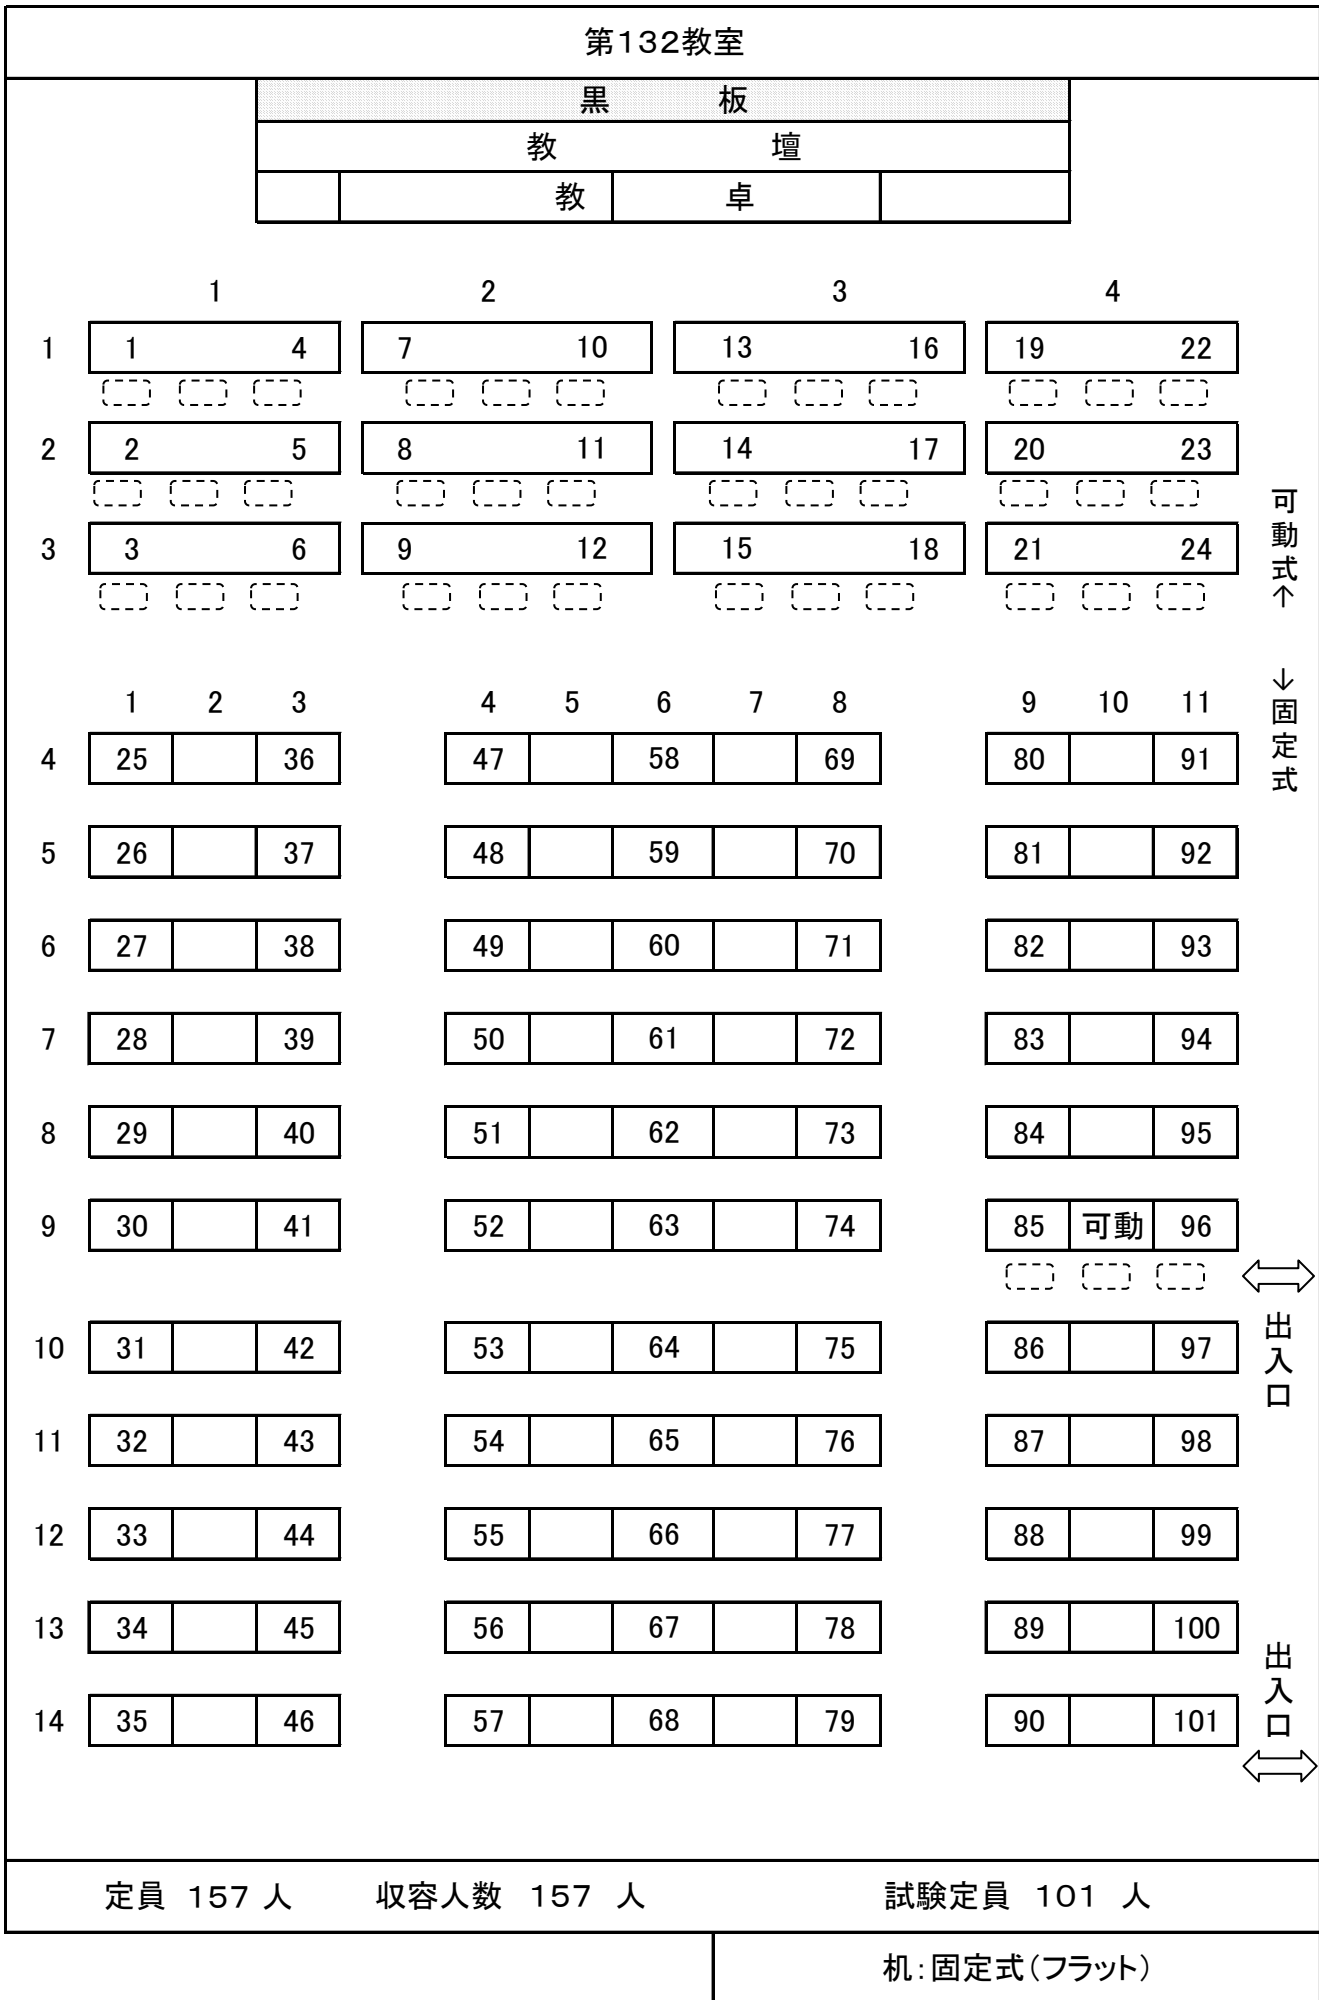 第132教室
黒 板
教 壇
教 卓
1 2 3 4
1 1 4 7 10 13 16 19 22
2 2 5 8 11 14 17 20 23
3 3 6 9 12 15 18 21 24
可動式↑
↓固定式
1 2 3 4 5 6 7 8 9 10 11
4 25 36 47 58 69 80 91
5 26 37 48 59 70 81 92
6 27 38 49 60 71 82 93
7 28 39 50 61 72 83 94
8 29 40 51 62 73 84 95
9 30 41 52 63 74 85 可動 96
出入口
10 31 42 53 64 75 86 97
11 32 43 54 65 76 87 98
12 33 44 55 66 77 88 99
13 34 45 56 67 78 89 100
出入口
14 35 46 57 68 79 90 101
定員 157 人 収容人数 157 人 試験定員 101 人
机:固定式(フラット)